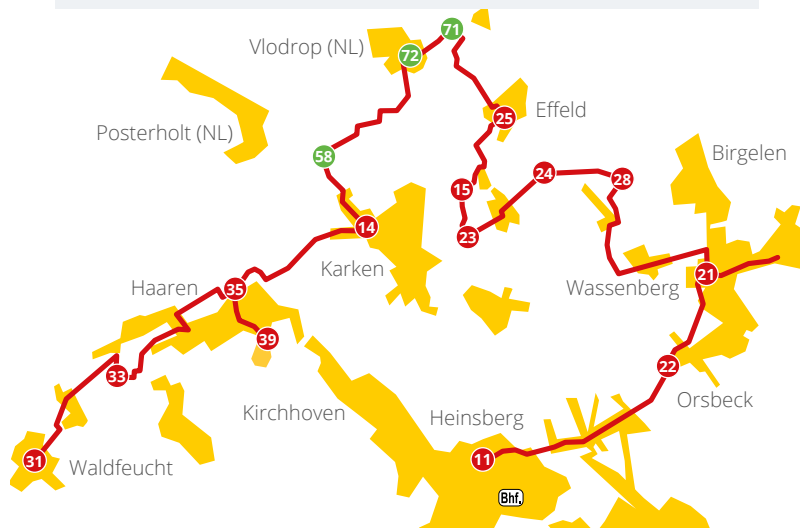 71
Vlodrop (NL)
72
Effeld
25
Posterholt (NL)
58
Birgelen
24
28
15
14
23
Karken
21
Haaren
35
Wassenberg
39
22
33
Orsbeck
Kirchhoven
Heinsberg
31
Waldfeucht
11
Bhf.